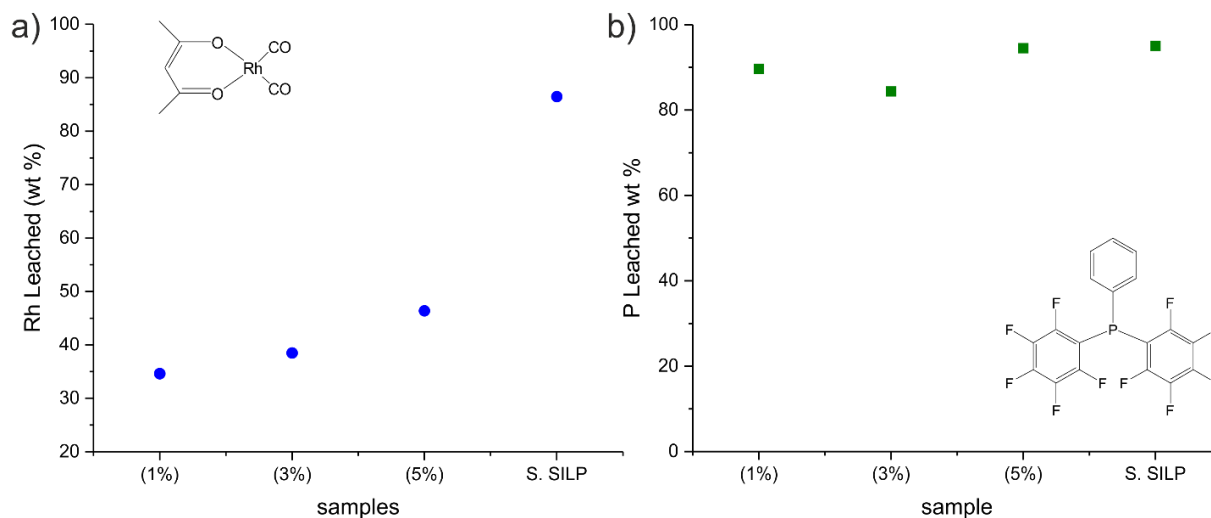 a)
100
90
80
70
60
50
40
30
20
Rh Leached (wt %)
O
O
Rh
CO
CO
(1%)
(3%)
(5%)
S. SILP
samples
b)
100
80
60
40
20
0
P Leached wt %
P
F
F
F
F
F
F
F
F
(1%)
(3%)
(5%)
S. SILP
sample